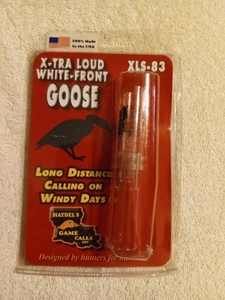 100% Made
in the USA
X-TRA LOUD XLS-83
WHITE-FRONT
GOOSE
LONG DISTANCE
CALLING ON
WINDY DAYS
HAYDEL'S
GAME
CALLS
INC
Designed by hunters for